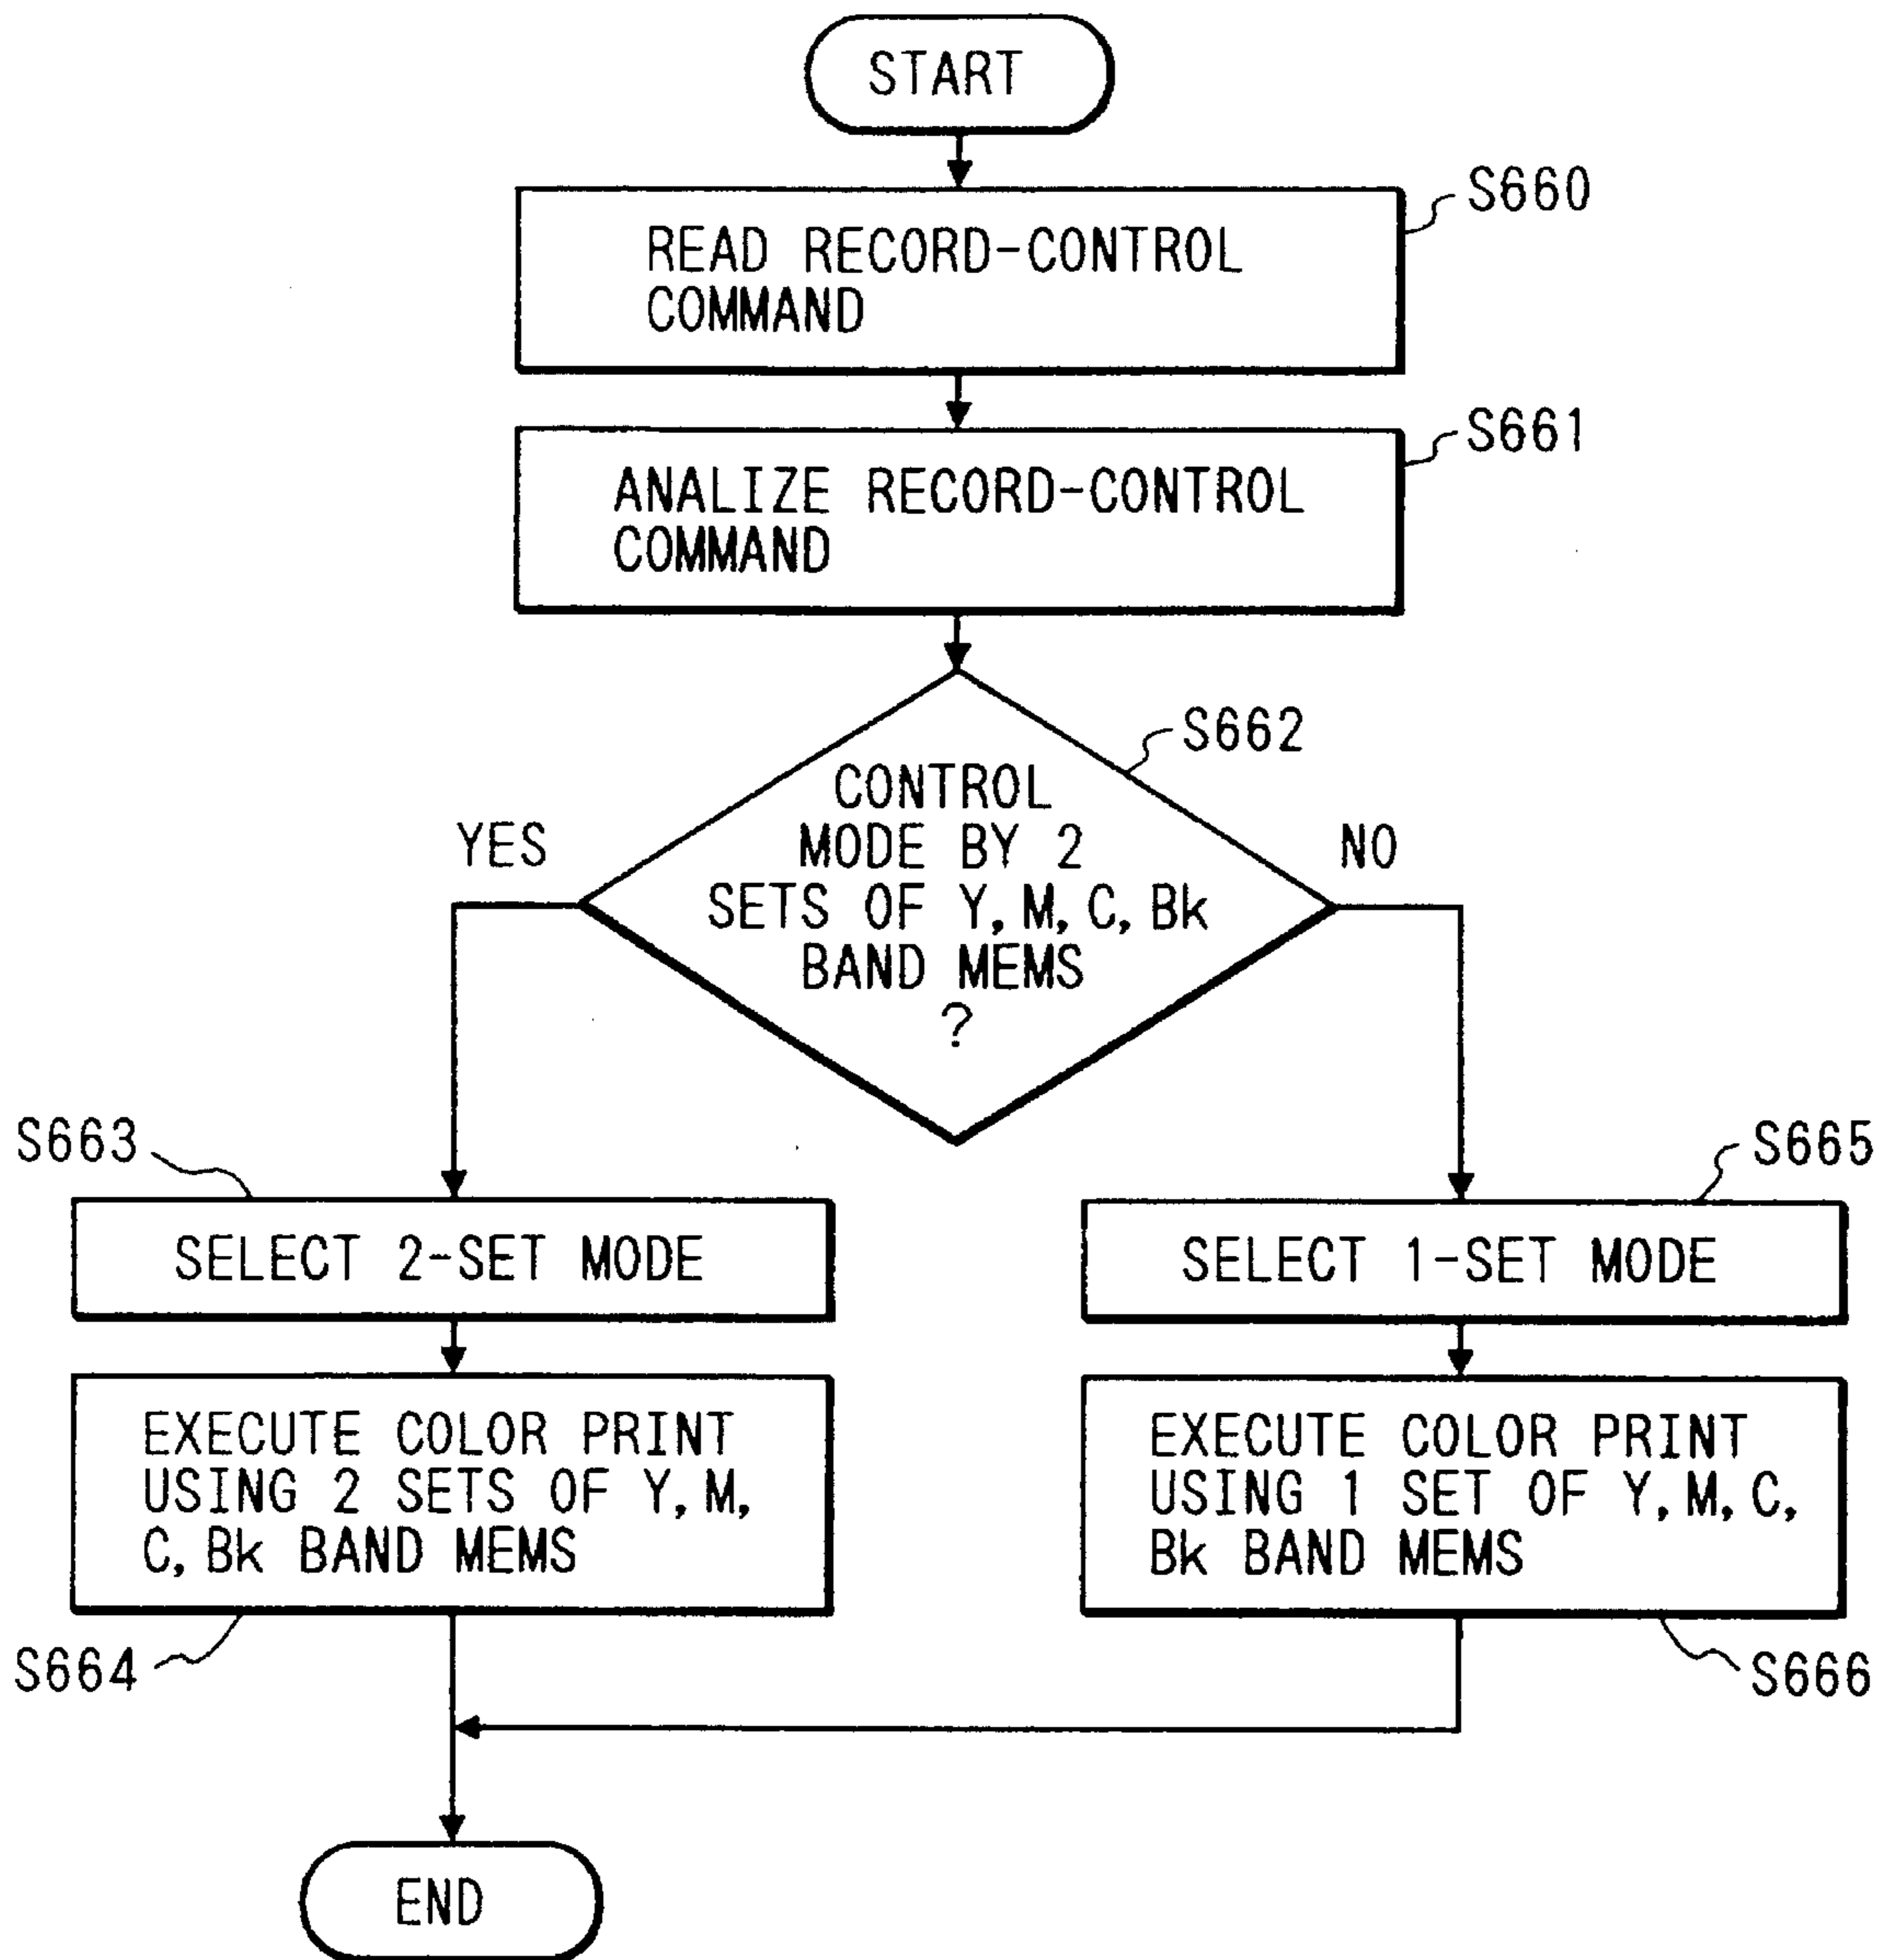 START
S660
READ RECORD-CONTROL
COMMAND
S661
ANALIZE RECORD-CONTROL
COMMAND
S662
CONTROL
MODE BY 2
SETS OF Y, M, C, Bk
BAND MEMS
?
YES
NO
S663
SELECT 2-SET MODE
S665
SELECT 1-SET MODE
EXECUTE COLOR PRINT
USING 2 SETS OF Y, M,
C, Bk BAND MEMS
S664
EXECUTE COLOR PRINT
USING 1 SET OF Y, M, C,
Bk BAND MEMS
S666
END